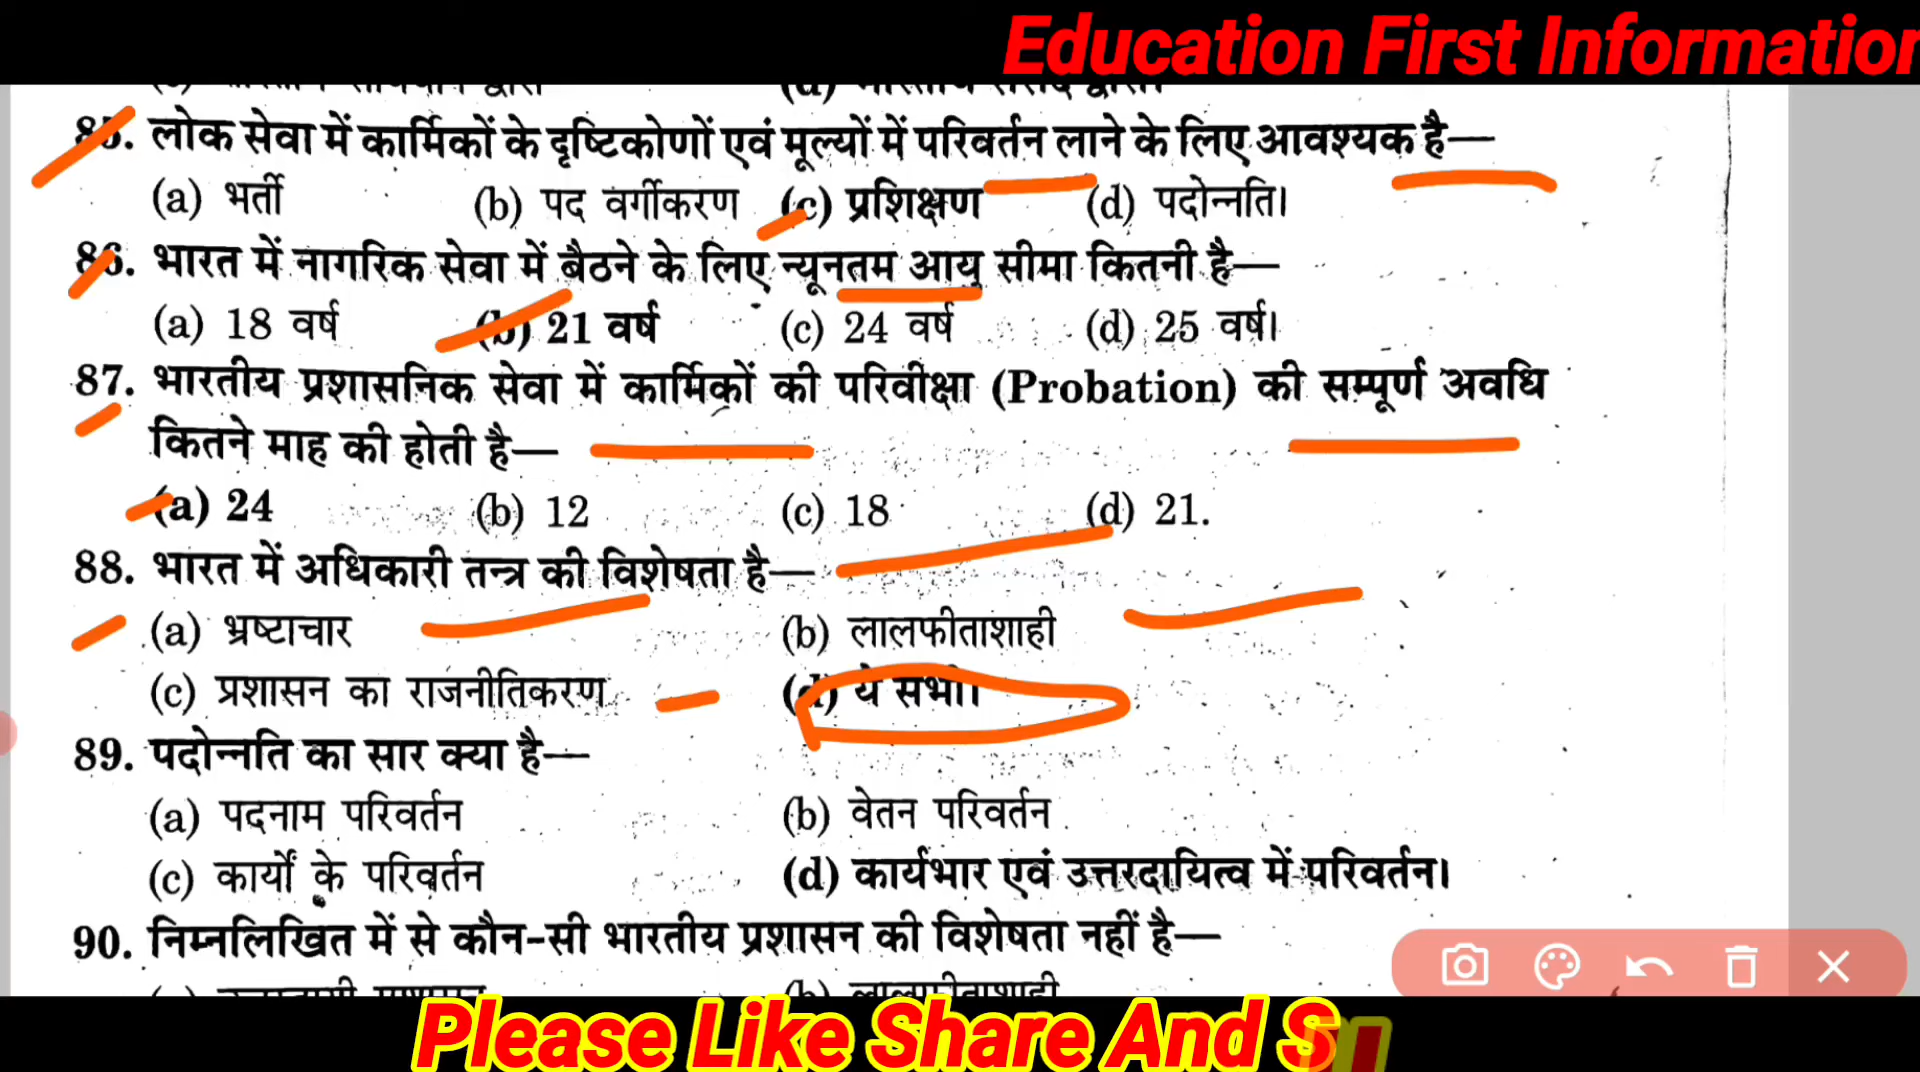 Education First Information
85. लोक सेवा में कार्मिकों के दृष्टिकोणों एवं मूल्यों में परिवर्तन लाने के लिए आवश्यक है—
(a) भर्ती (b) पद वर्गीकरण (c) प्रशिक्षण (d) पदोन्नति।
86. भारत में नागरिक सेवा में बैठने के लिए न्यूनतम आयु सीमा कितनी है—
(a) 18 वर्ष (b) 21 वर्ष (c) 24 वर्ष (d) 25 वर्ष।
87. भारतीय प्रशासनिक सेवा में कार्मिकों की परिवीक्षा (Probation) की सम्पूर्ण अवधि
कितने माह की होती है—
(a) 24 (b) 12 (c) 18 (d) 21.
88. भारत में अधिकारी तन्त्र की विशेषता है—
(a) भ्रष्टाचार (b) लालफीताशाही
(c) प्रशासन का राजनीतिकरण (d) ये सभी।
89. पदोन्नति का सार क्या है—
(a) पदनाम परिवर्तन (b) वेतन परिवर्तन
(c) कार्यों के परिवर्तन (d) कार्यभार एवं उत्तरदायित्व में परिवर्तन।
90. निम्नलिखित में से कौन-सी भारतीय प्रशासन की विशेषता नहीं है—
(b) लालफीताशाही
Please Like Share And S